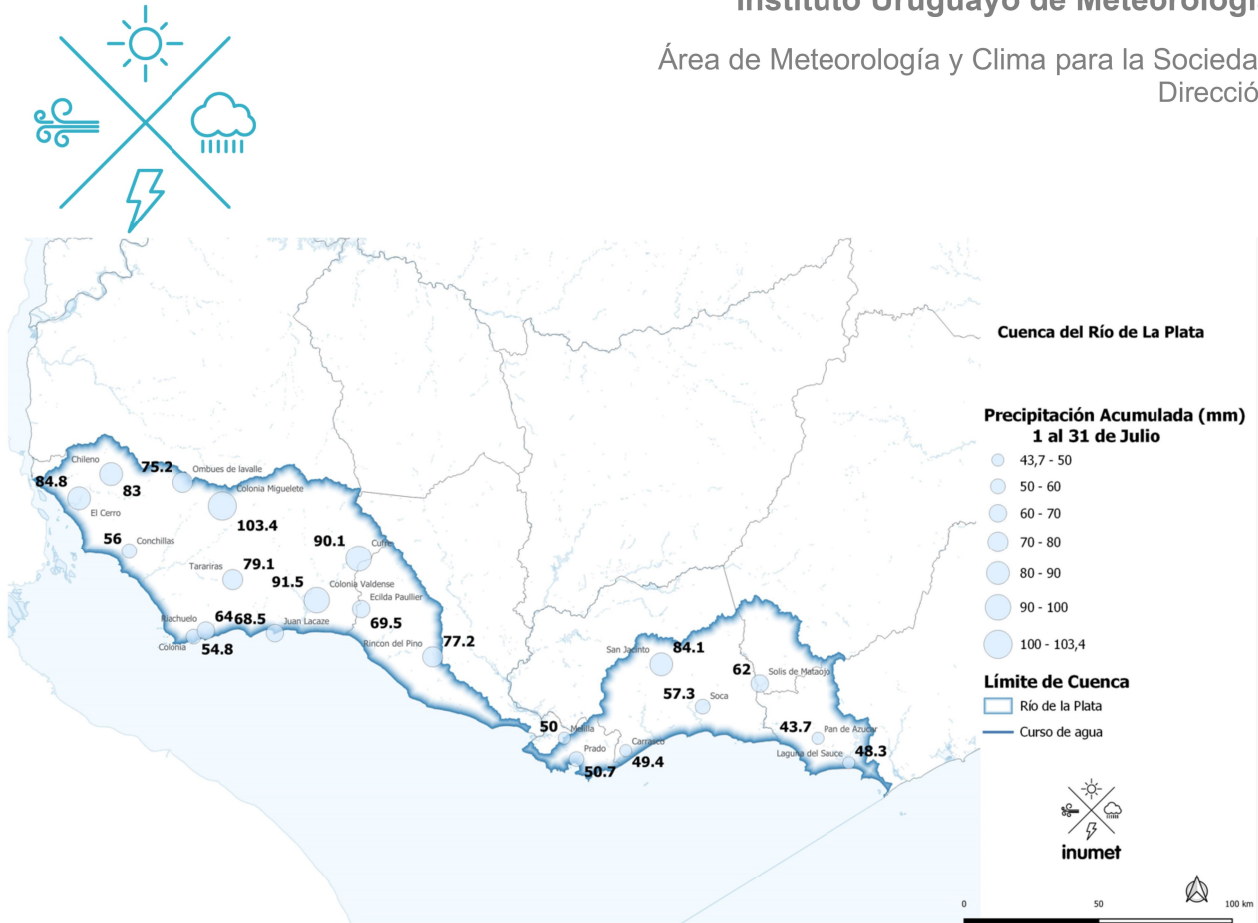 Instituto Uruguayo de Meteorologí
Área de Meteorología y Clima para la Socieda
Direcció
Cuenca del Río de La Plata
Precipitación Acumulada (mm)
1 al 31 de Julio
43,7 - 50
50 - 60
60 - 70
70 - 80
80 - 90
90 - 100
100 - 103,4
Límite de Cuenca
Río de la Plata
Curso de agua
inumet
0 50 100 km
Chileno
83
75.2
Ombues de lavalle
84.8
El Cerro
Colonia Miguelete
103.4
56
Conchillas
90.1
Cufre
Tarariras
79.1
91.5
Colonia Valdense
Ecilda Paullier
69.5
Riachuelo
64
68.5
Juan Lacaze
Colonia
54.8
Rincon del Pino
77.2
San Jacinto
84.1
62
Solis de Mataojo
57.3
Soca
50
Melilla
Prado
50.7
Carrasco
49.4
43.7
Pan de Azucar
Laguna del Sauce
48.3